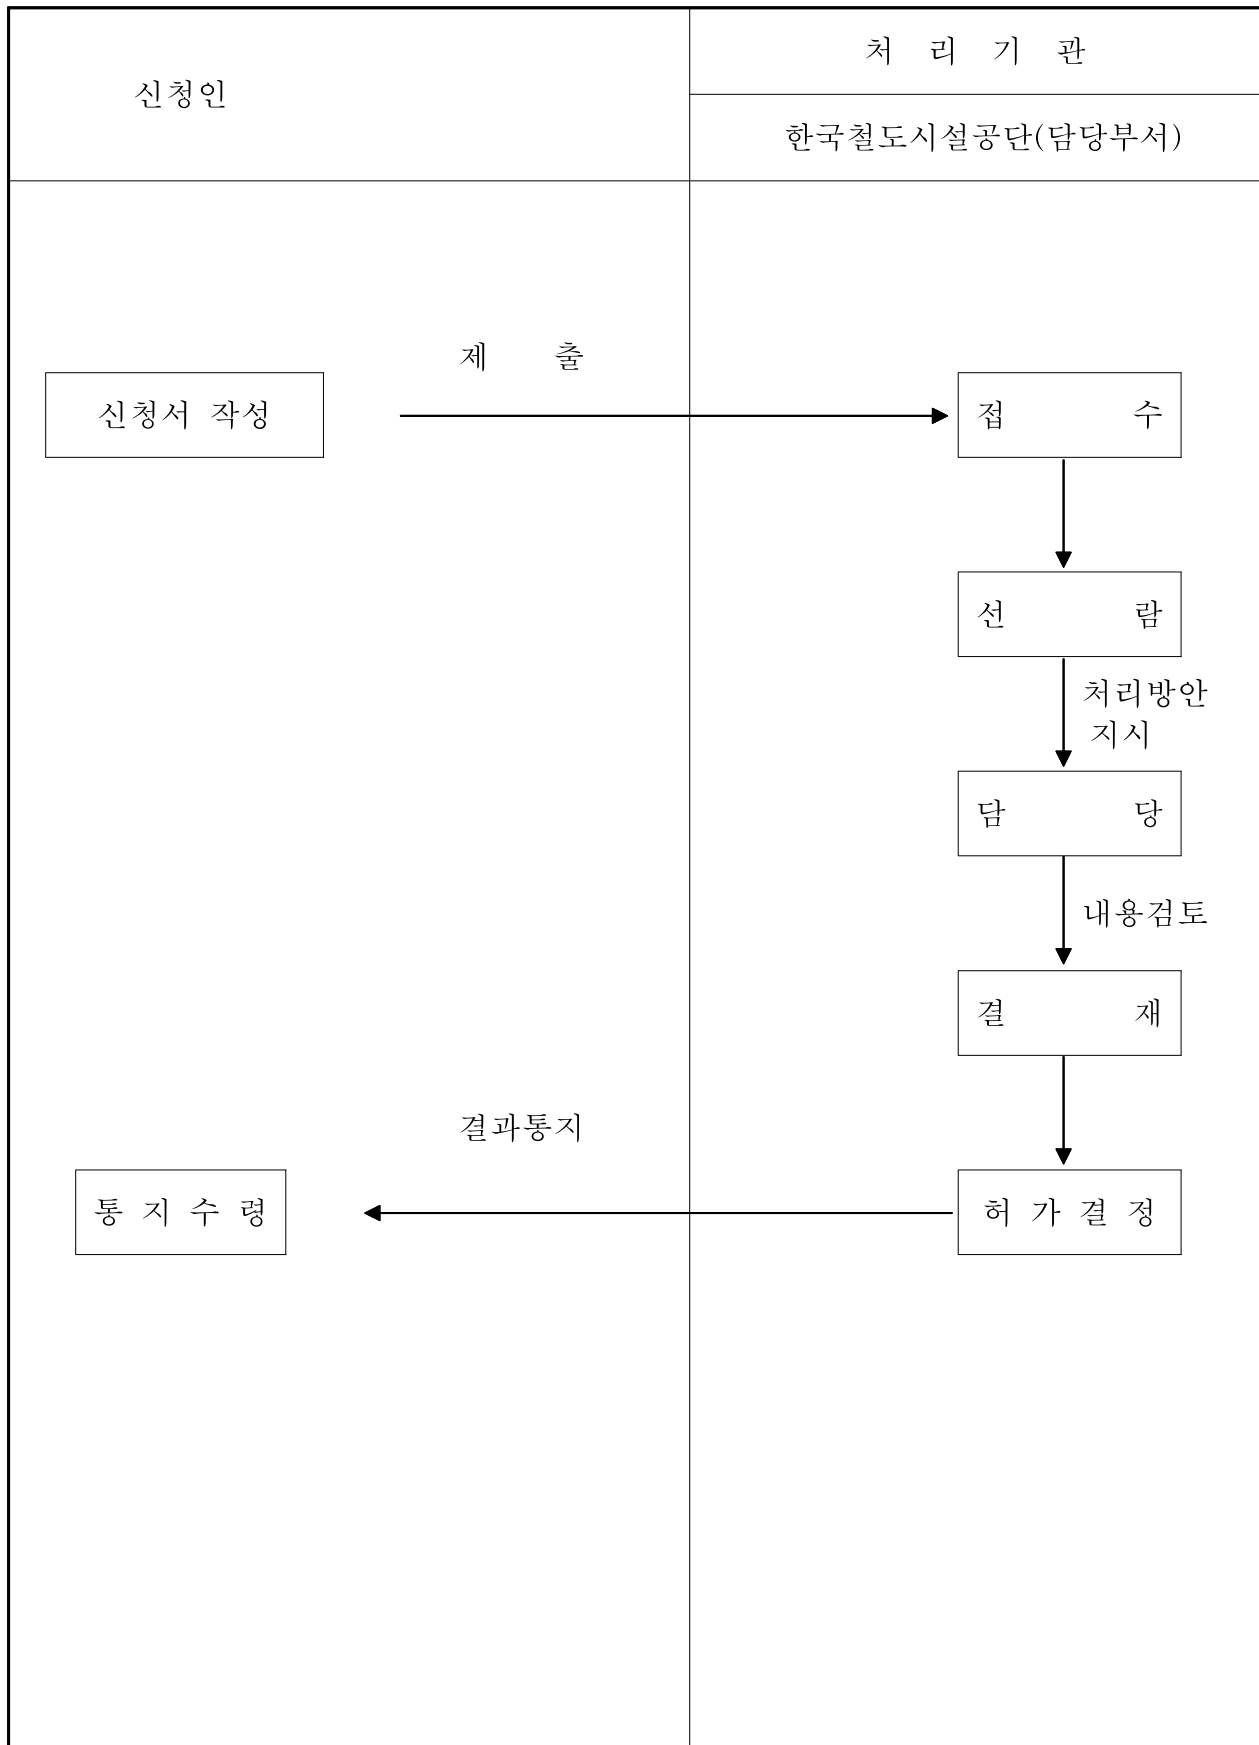 신청인
처 리 기 관
한국철도시설공단(담당부서)
제 출
신청서 작성
접 수
선 람
처리방안
지시
담 당
내용검토
결 재
결과통지
통 지 수 령
허 가 결 정